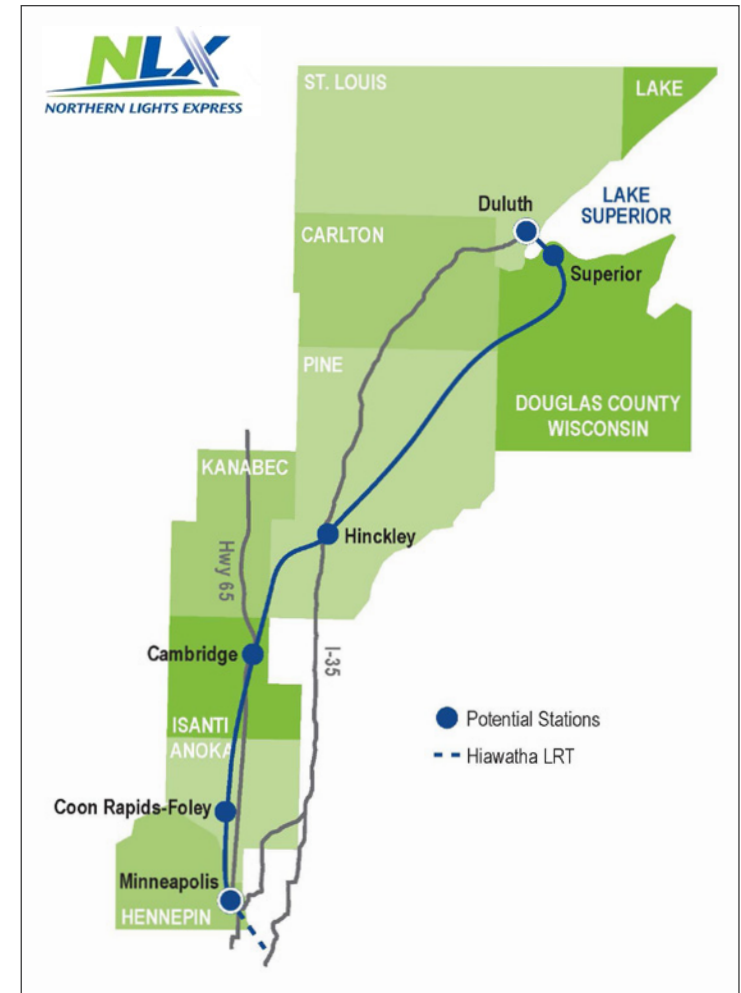 NLX
NORTHERN LIGHTS EXPRESS
ST. LOUIS
LAKE
Duluth
LAKE
SUPERIOR
CARLTON
Superior
PINE
DOUGLAS COUNTY
WISCONSIN
KANABEC
Hinckley
Hwy 65
Cambridge
I-35
ISANTI
Potential Stations
ANOKA
Hiawatha LRT
Coon Rapids-Foley
Minneapolis
HENNEPIN